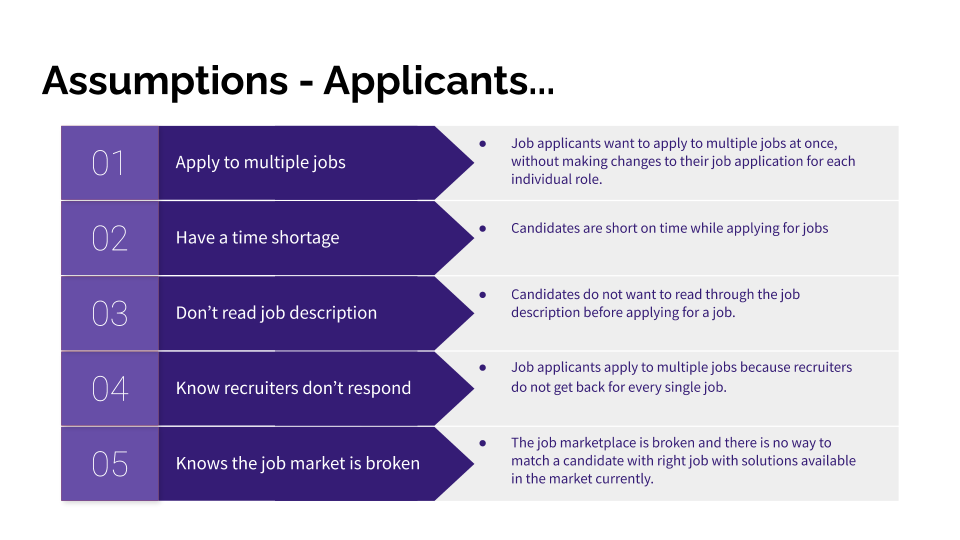 Assumptions - Applicants...
01
Apply to multiple jobs
● Job applicants want to apply to multiple jobs at once,
without making changes to their job application for each
individual role.
02
Have a time shortage
● Candidates are short on time while applying for jobs
03
Don’t read job description
● Candidates do not want to read through the job
description before applying for a job.
04
Know recruiters don’t respond
● Job applicants apply to multiple jobs because recruiters
do not get back for every single job.
05
Knows the job market is broken
● The job marketplace is broken and there is no way to
match a candidate with right job with solutions available
in the market currently.